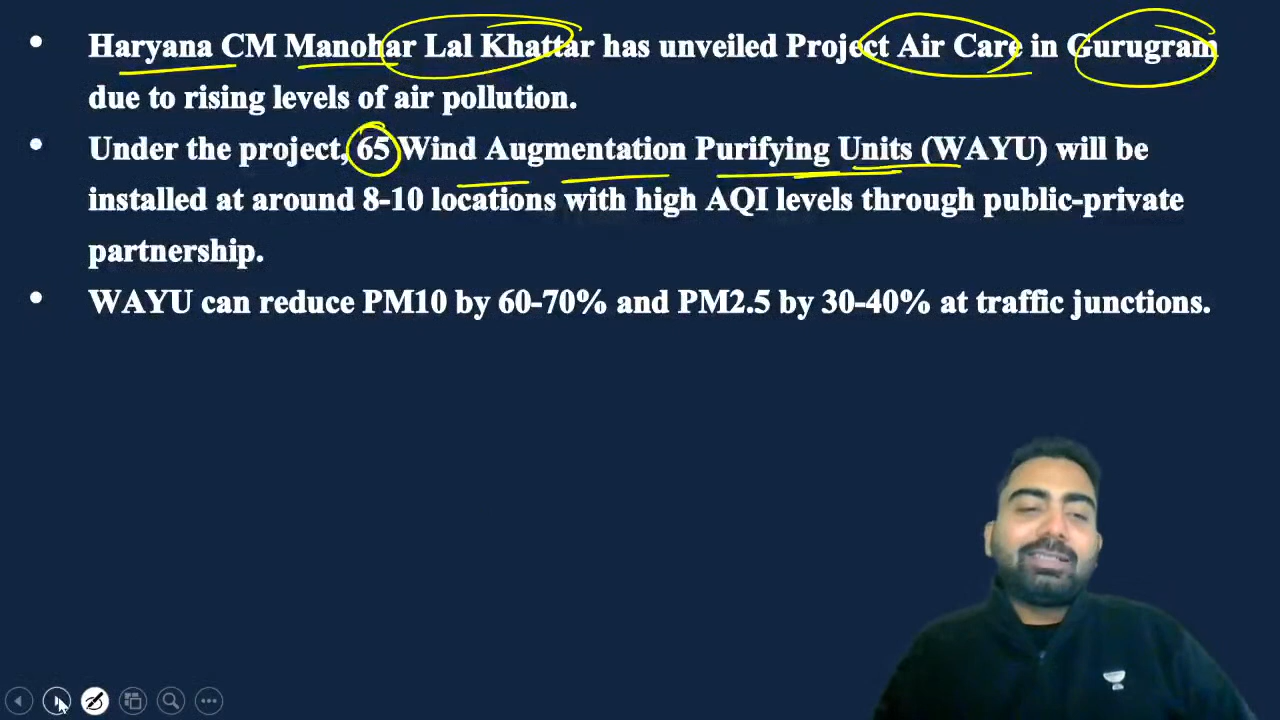 • Haryana CM Manohar Lal Khattar has unveiled Project Air Care in Gurugram
due to rising levels of air pollution.
• Under the project, 65 Wind Augmentation Purifying Units (WAYU) will be
installed at around 8-10 locations with high AQI levels through public-private
partnership.
• WAYU can reduce PM10 by 60-70% and PM2.5 by 30-40% at traffic junctions.